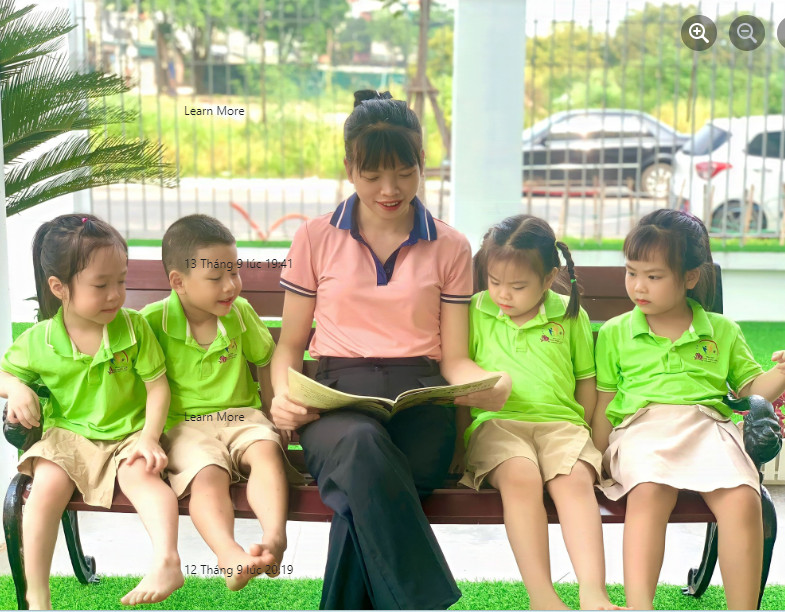 Learn More
13 Tháng 9 lúc 19:41
Learn More
12 Tháng 9 lúc 20:19